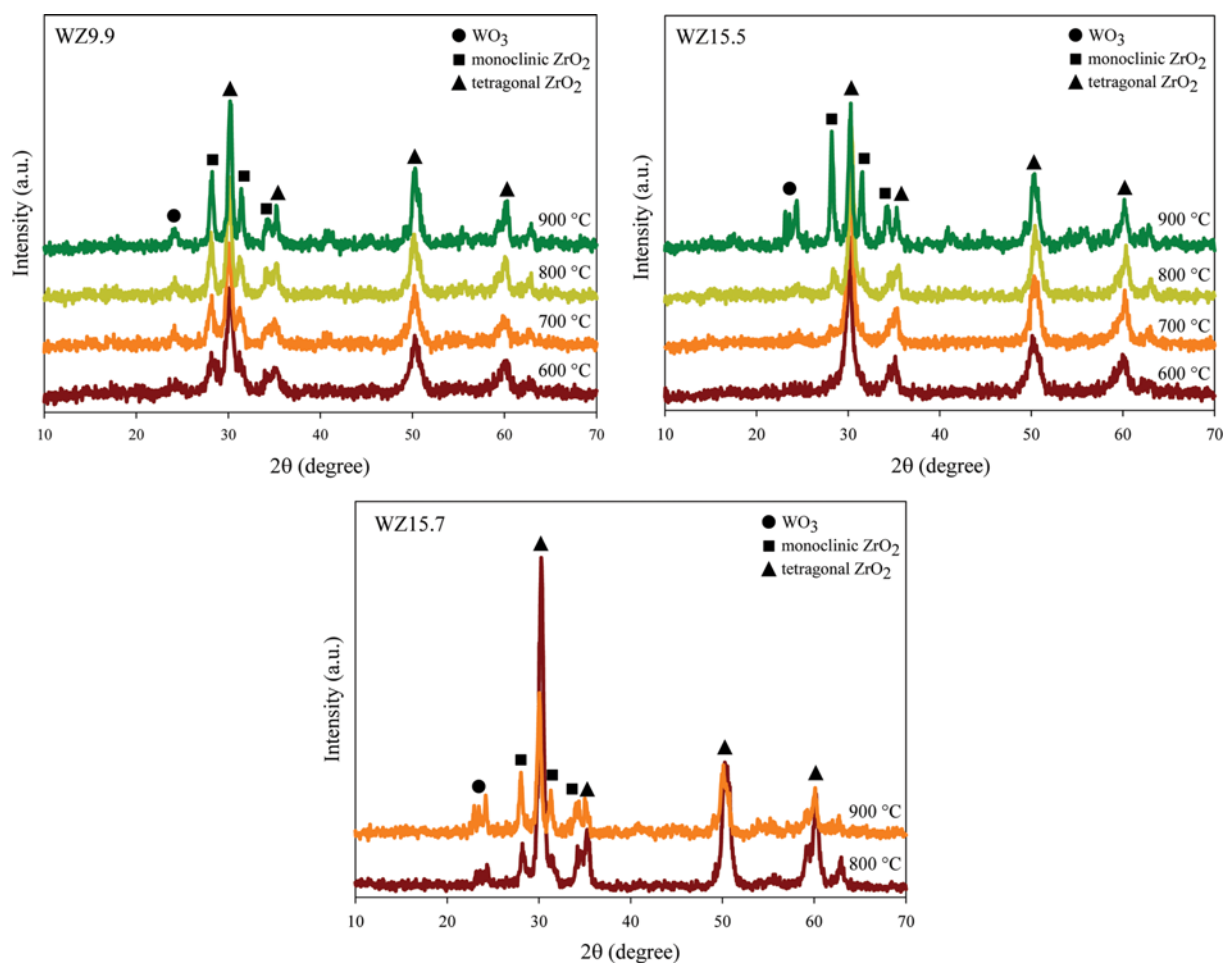 WZ9.9
WO3
monoclinic ZrO2
tetragonal ZrO2
900 °C
800 °C
700 °C
600 °C
Intensity (a.u.)
10 20 30 40 50 60 70
2θ (degree)
WZ15.5
WO3
monoclinic ZrO2
tetragonal ZrO2
900 °C
800 °C
700 °C
600 °C
Intensity (a.u.)
10 20 30 40 50 60 70
2θ (degree)
WZ15.7
WO3
monoclinic ZrO2
tetragonal ZrO2
900 °C
800 °C
Intensity (a.u.)
10 20 30 40 50 60 70
2θ (degree)